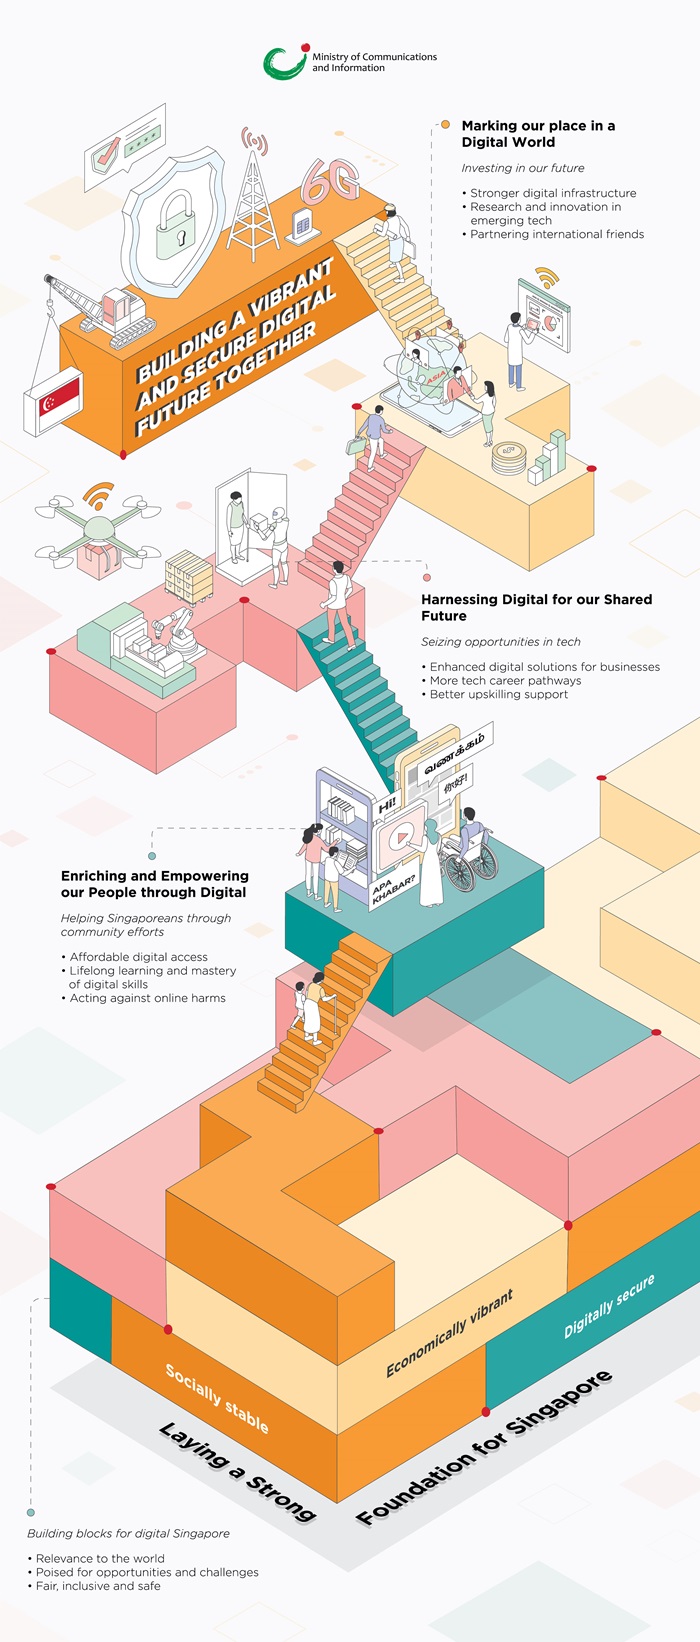 Ministry of Communications
and Information
Marking our place in a
Digital World
Investing in our future
• Stronger digital infrastructure
• Research and innovation in
emerging tech
• Partnering international friends
6G
BUILDING A VIBRANT
AND SECURE DIGITAL
FUTURE TOGETHER
ASIA
Harnessing Digital for our Shared
Future
Seizing opportunities in tech
• Enhanced digital solutions for businesses
• More tech career pathways
• Better upskilling support
வணக்கம்
你好!
Hi!
APA
KHABAR?
Enriching and Empowering
our People through Digital
Helping Singaporeans through
community efforts
• Affordable digital access
• Lifelong learning and mastery
of digital skills
• Acting against online harms
Economically vibrant
Digitally secure
Socially stable
Laying a Strong
Foundation for Singapore
Building blocks for digital Singapore
• Relevance to the world
• Poised for opportunities and challenges
• Fair, inclusive and safe